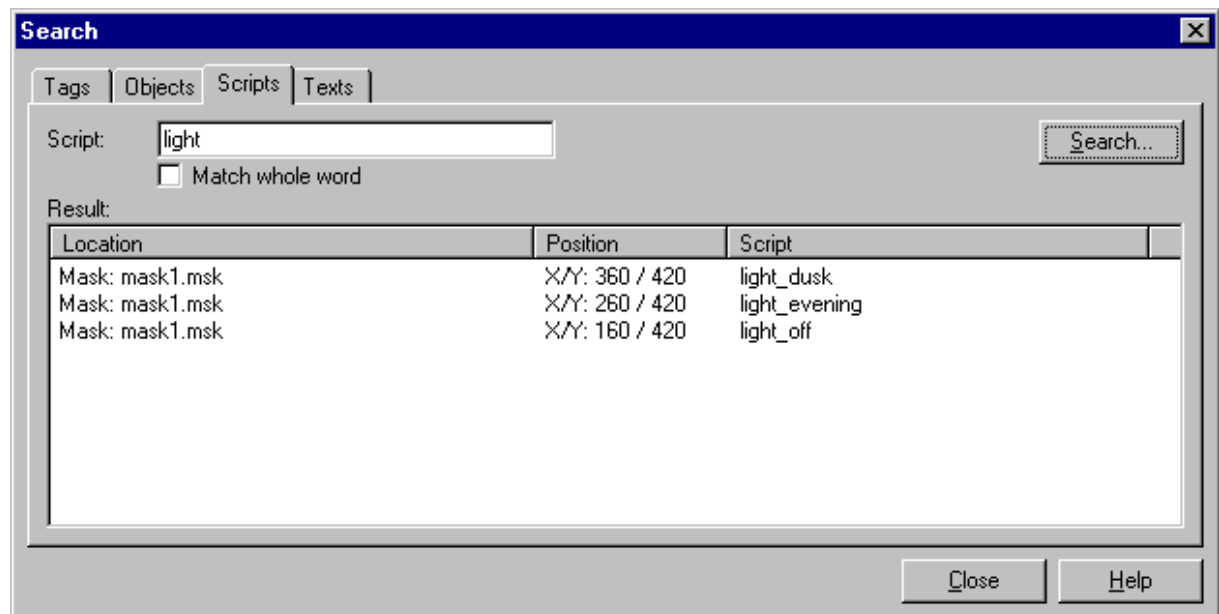 Search
Tags Objects Scripts Texts
Script: light Search...
Match whole word
Result:
Location Position Script
Mask: mask1.msk X/Y: 360 / 420 light_dusk
Mask: mask1.msk X/Y: 260 / 420 light_evening
Mask: mask1.msk X/Y: 160 / 420 light_off
Close Help